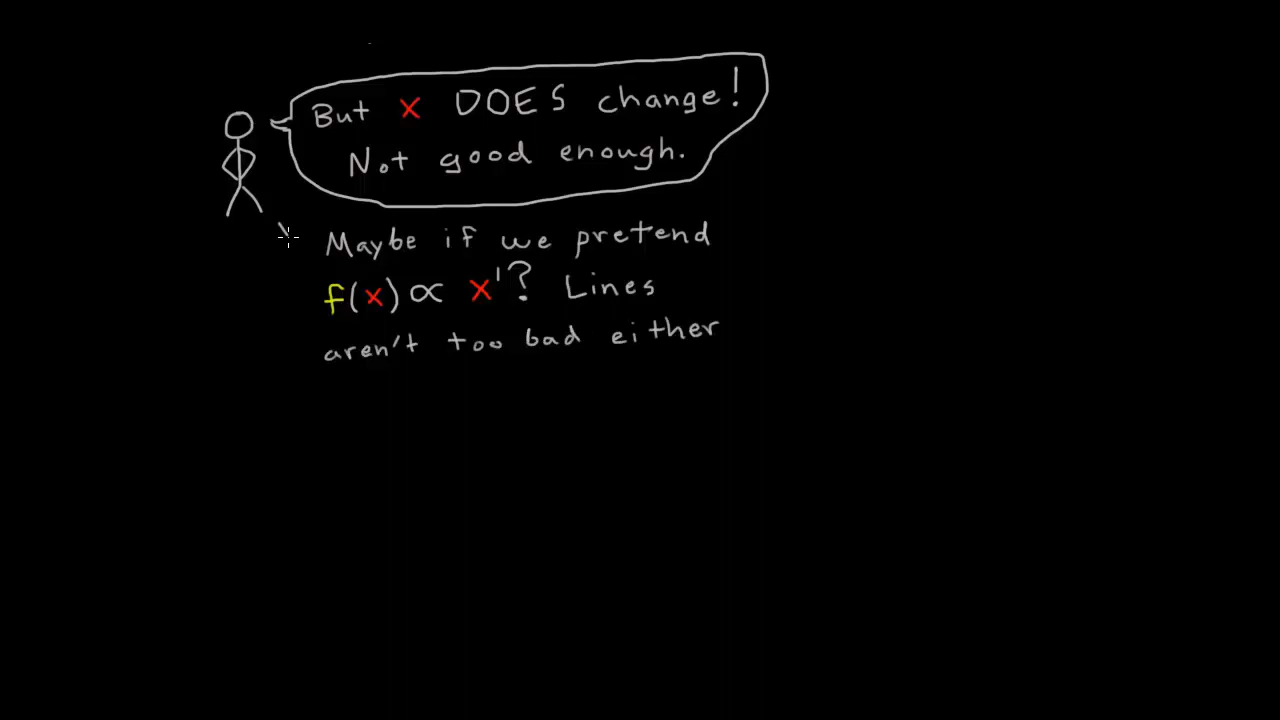 But x DOES change!
Not good enough.
Maybe if we pretend
f(x) ∝ x¹? Lines
aren't too bad either